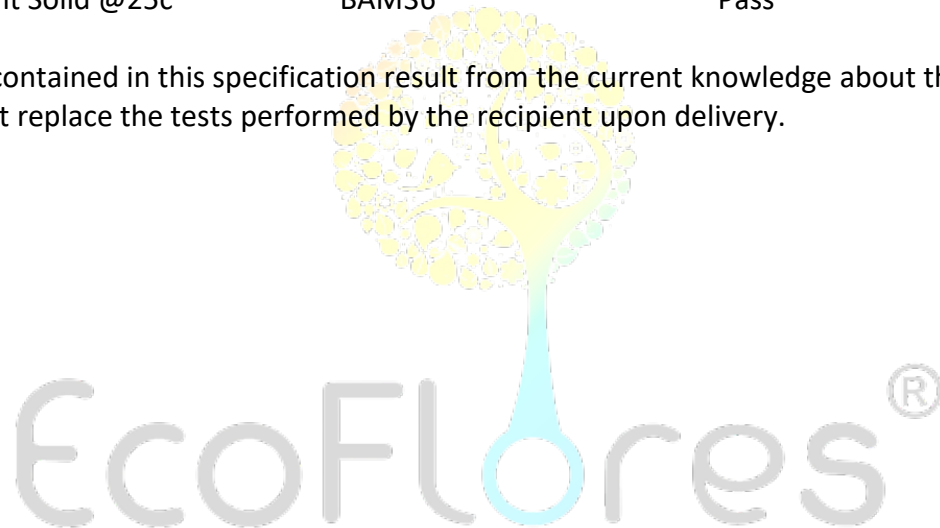 nt Solid @25c BAM36 Pass
contained in this specification result from the current knowledge about th
t replace the tests performed by the recipient upon delivery.
EcoFlores®